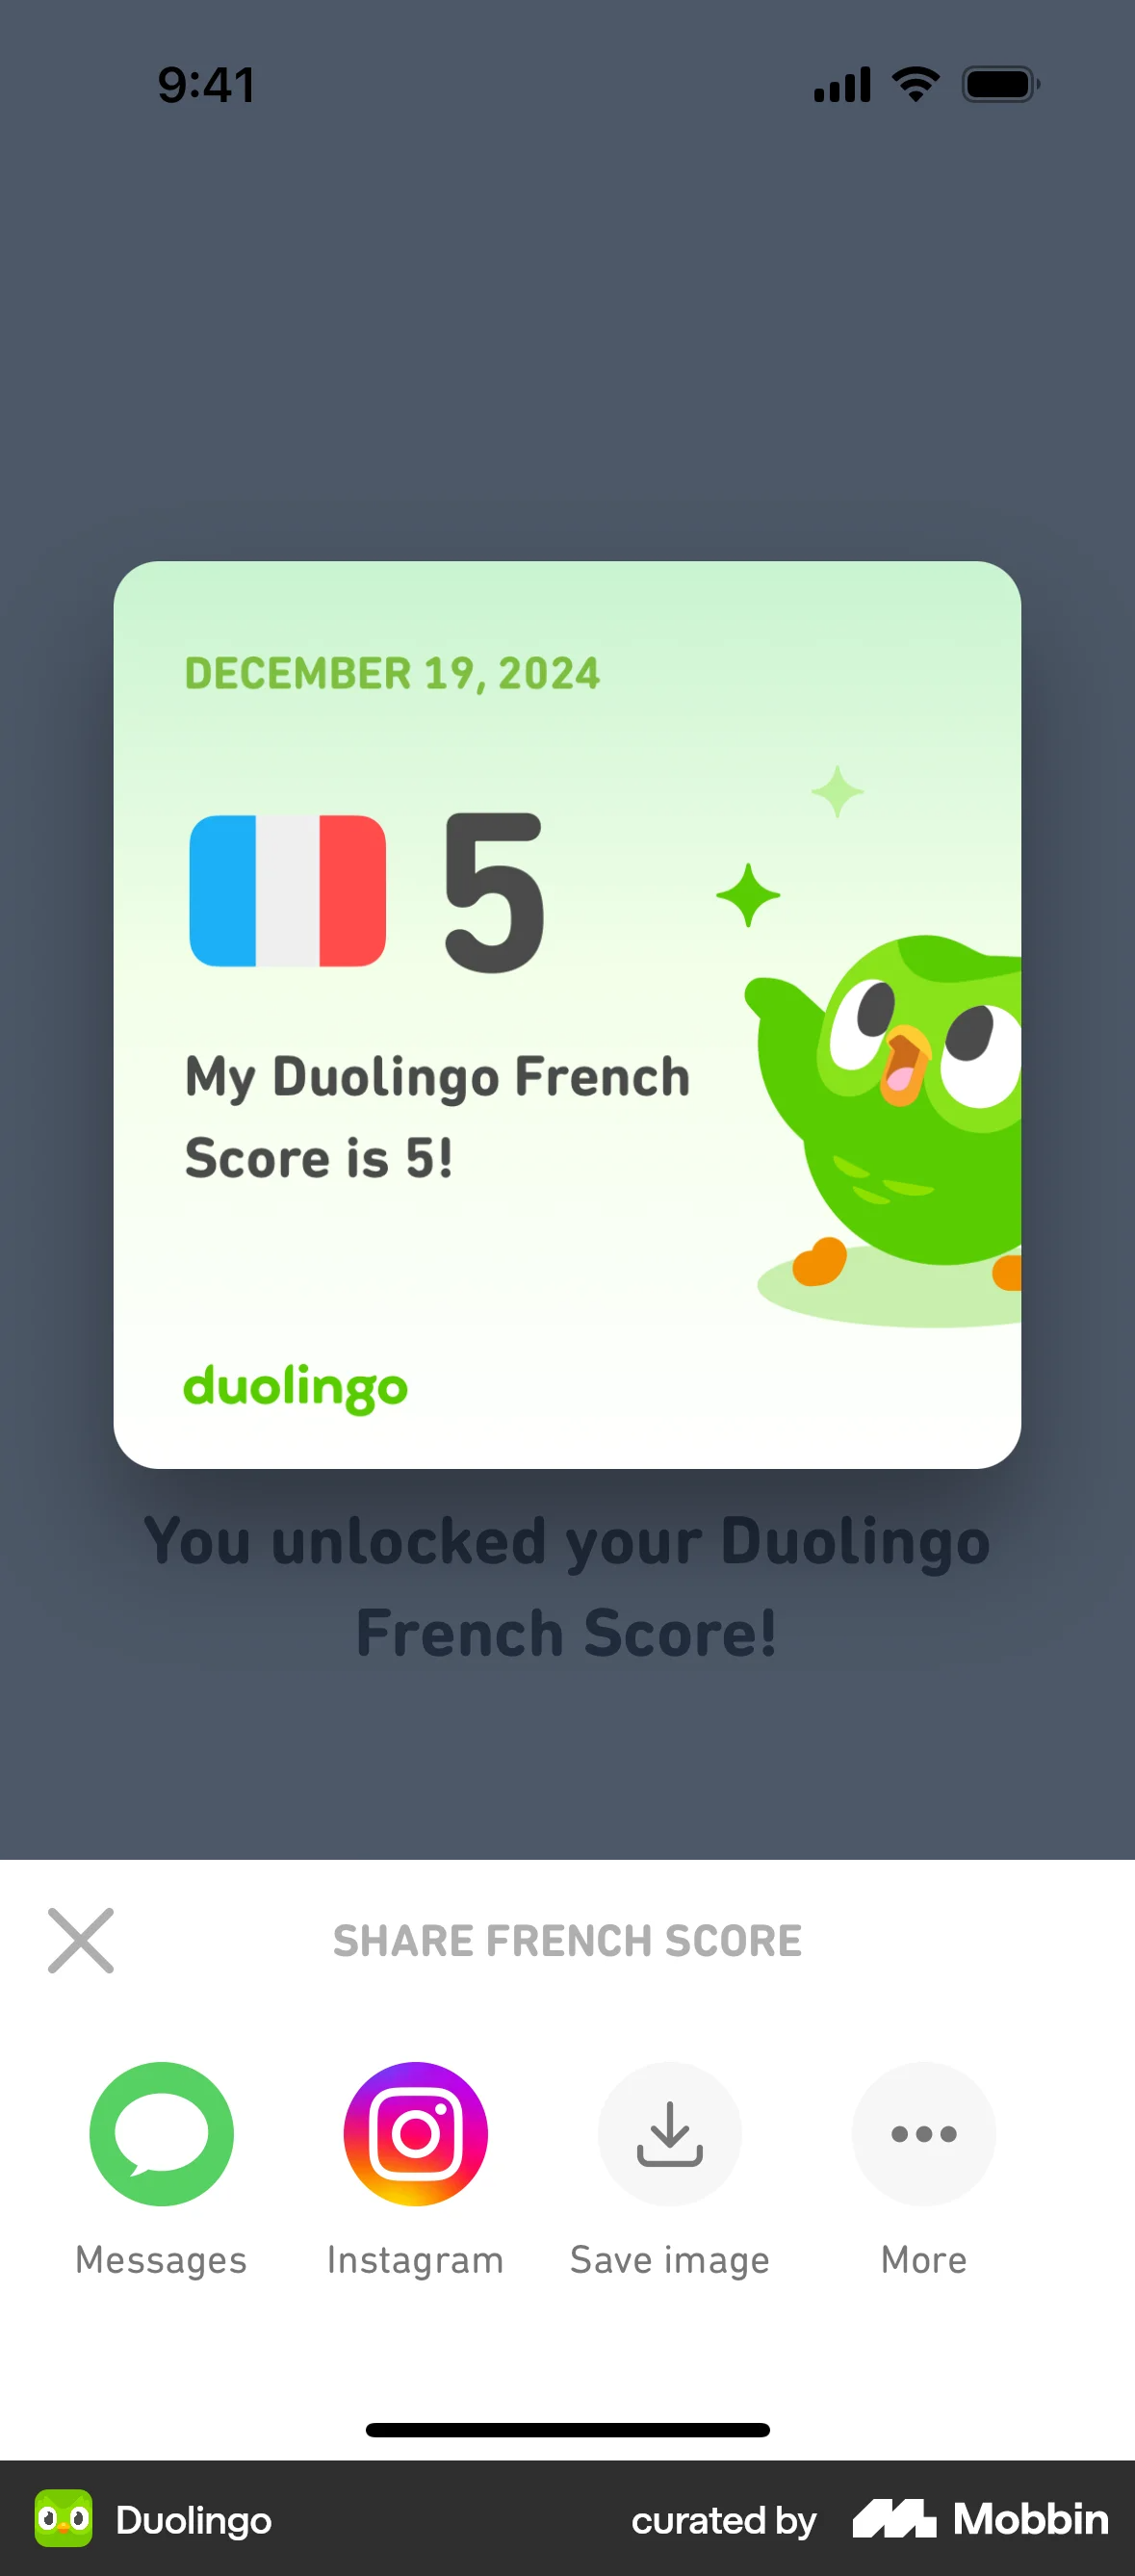 9:41
DECEMBER 19, 2024
5
My Duolingo French
Score is 5!
duolingo
You unlocked your Duolingo
French Score!
SHARE FRENCH SCORE
Messages
Instagram
Save image
More
Duolingo
curated by Mobbin